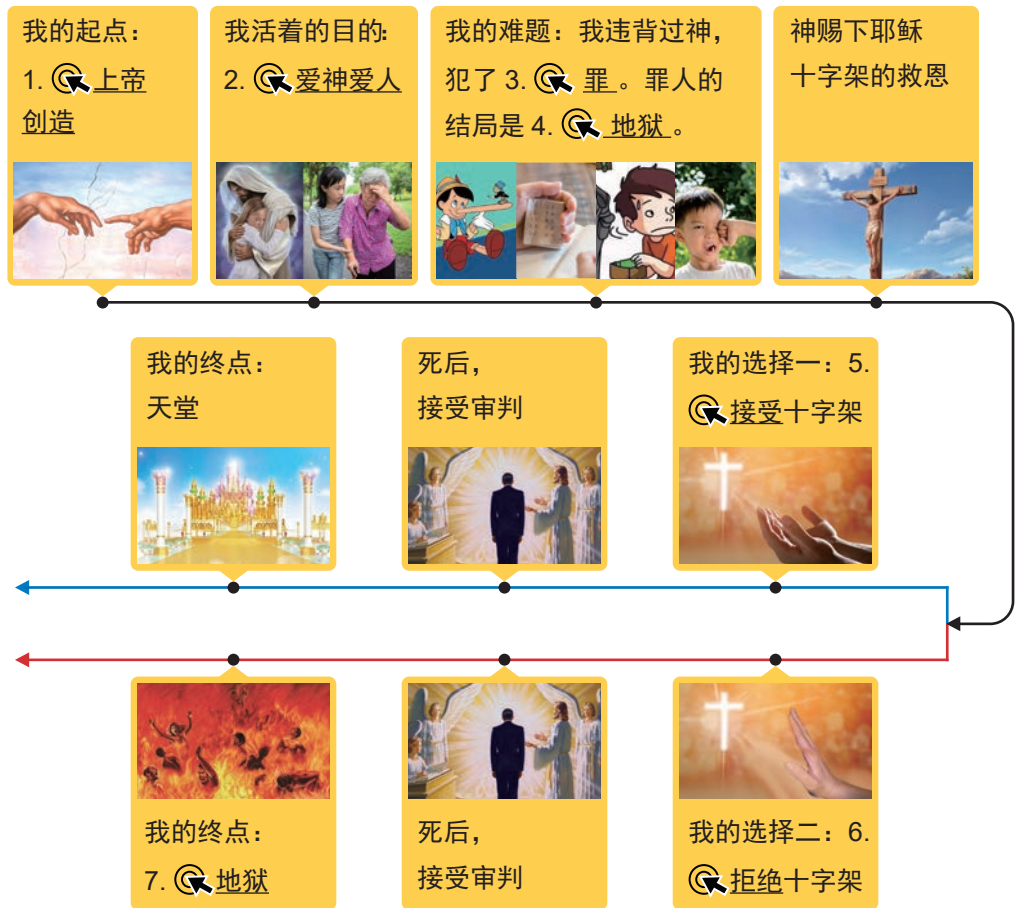 我的起点：
1. 上帝
创造
我活着的目的：
2. 爱神爱人
我的难题：我违背过神，
犯了 3. 罪 。罪人的
结局是 4. 地狱 。
神赐下耶稣
十字架的救恩
我的选择一：5.
接受十字架
死后，
接受审判
我的终点：
天堂
我的选择二：6.
拒绝十字架
死后，
接受审判
我的终点：
7. 地狱